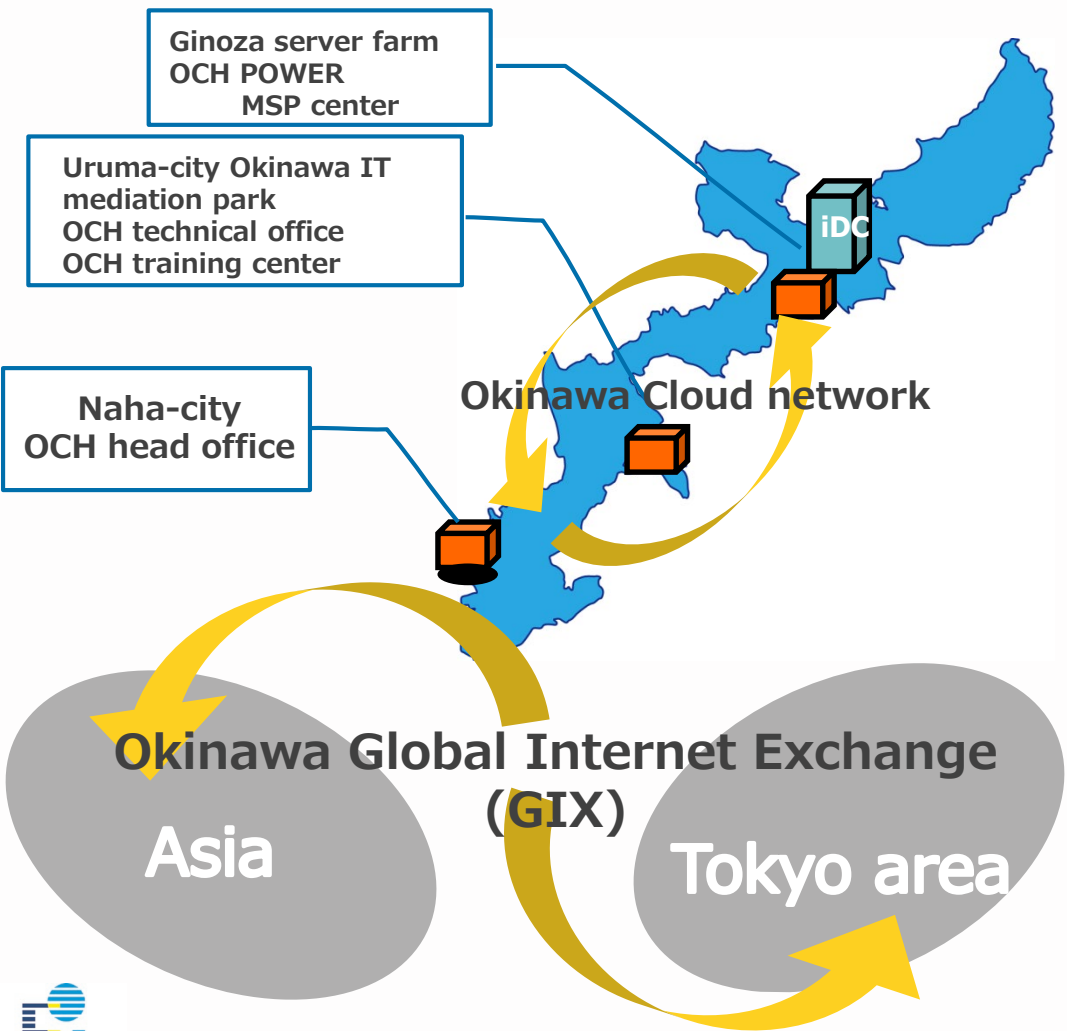 Ginoza server farm
OCH POWER
MSP center
Uruma-city Okinawa IT
mediation park
OCH technical office
OCH training center
iDC
Okinawa Cloud network
Naha-city
OCH head office
Okinawa Global Internet Exchange
(GIX)
Asia
Tokyo area